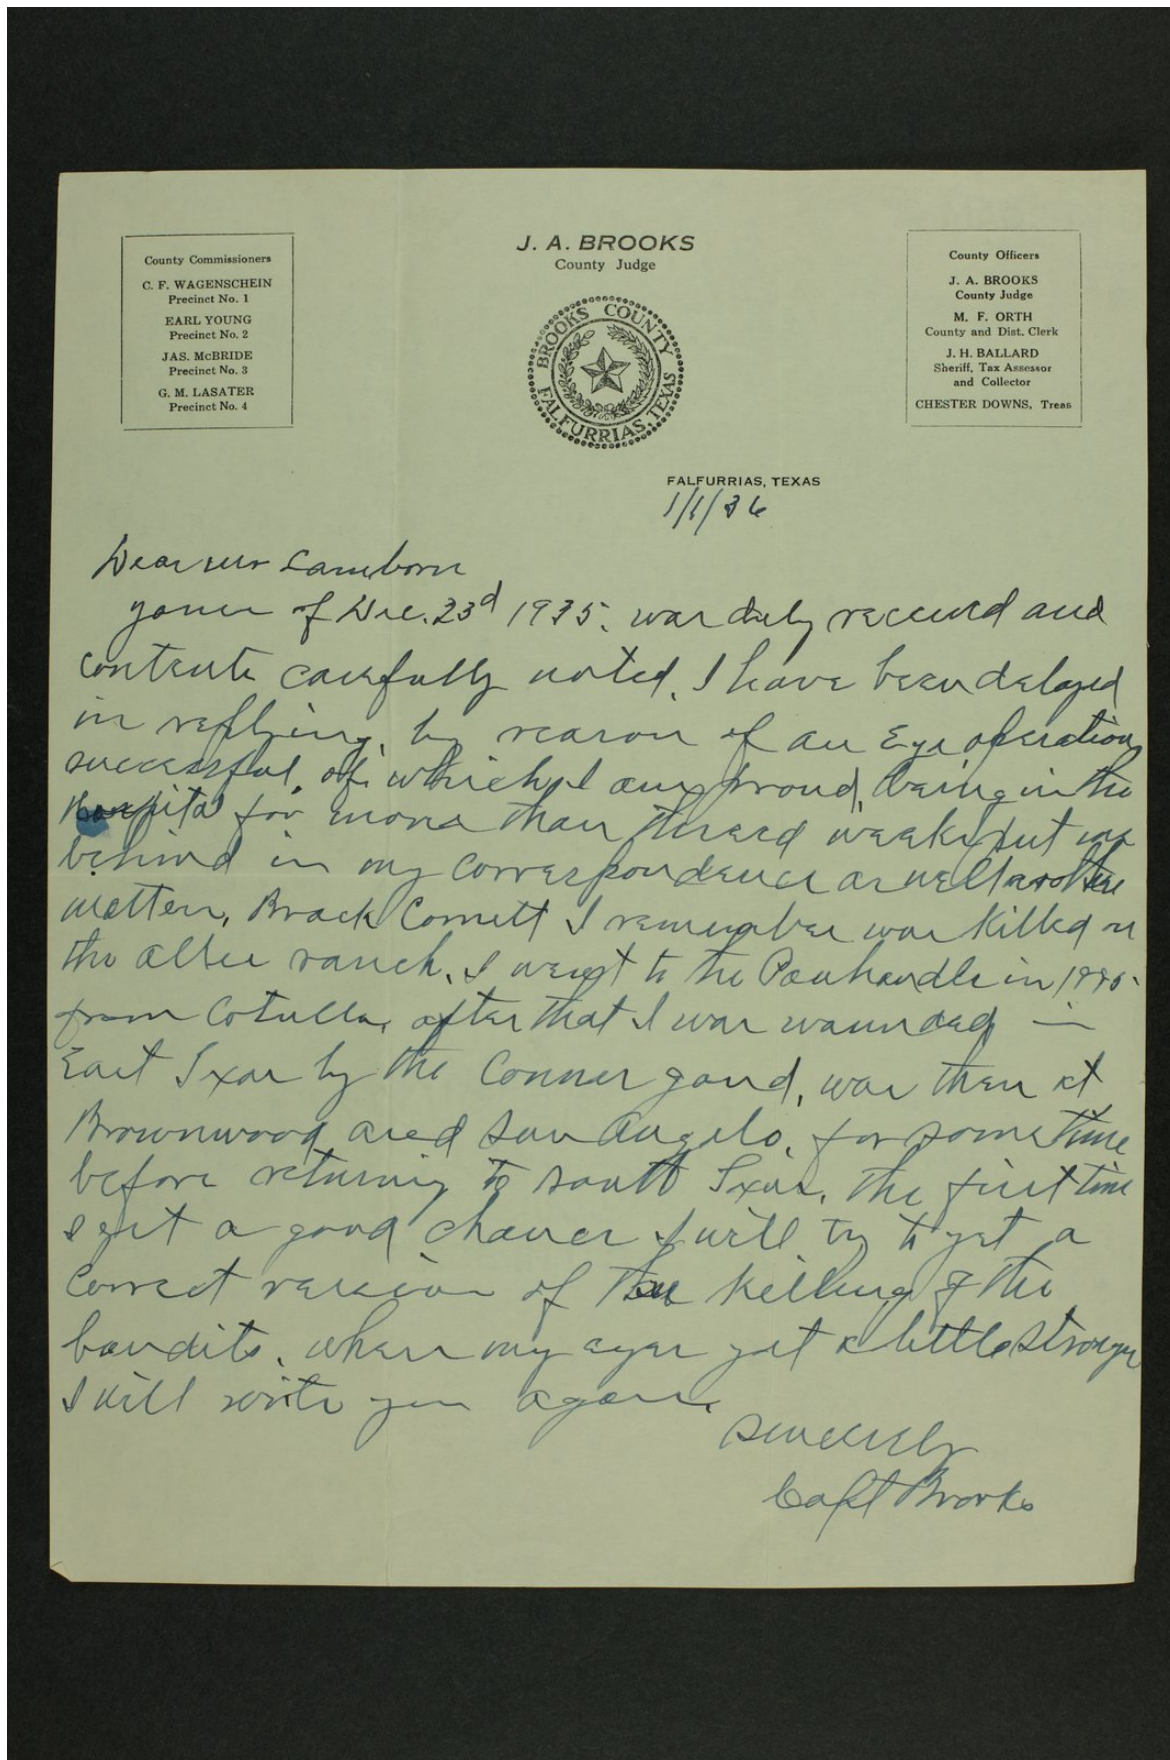 County Commissioners
C. F. WAGENSCHEIN
Precinct No. 1
EARL YOUNG
Precinct No. 2
JAS. McBRIDE
Precinct No. 3
G. M. LASATER
Precinct No. 4
J. A. BROOKS
County Judge
BROOKS COUNTY
FALFURRIAS, TEXAS
County Officers
J. A. BROOKS
County Judge
M. F. ORTH
County and Dist. Clerk
J. H. BALLARD
Sheriff, Tax Assessor
and Collector
CHESTER DOWNS, Treas
FALFURRIAS, TEXAS
1/1/36
Dear Mr
of Dec. 23d 1935. was duly received and
contents carefully noted. I have been delayed
in replying, by reason of an Eye operation
successful, of which I am proud, being in the
Hospital for more than weeks put me
behind in my correspondence as well as other
matters, Brack Cornett I remember was killed on
the Albee ranch. I went to the Panhandle in
from Cotulla, after that I was wounded in
East Texas by the Conner gand, was then at
Brownwood and San Angelo, for some time
before returning to South Texas, the first time
I get a good chance I will try to get a
correct version of the killing of the
bandits. when my eyes get a little stronger
I will write you again.
Sincerely
Capt Brooks